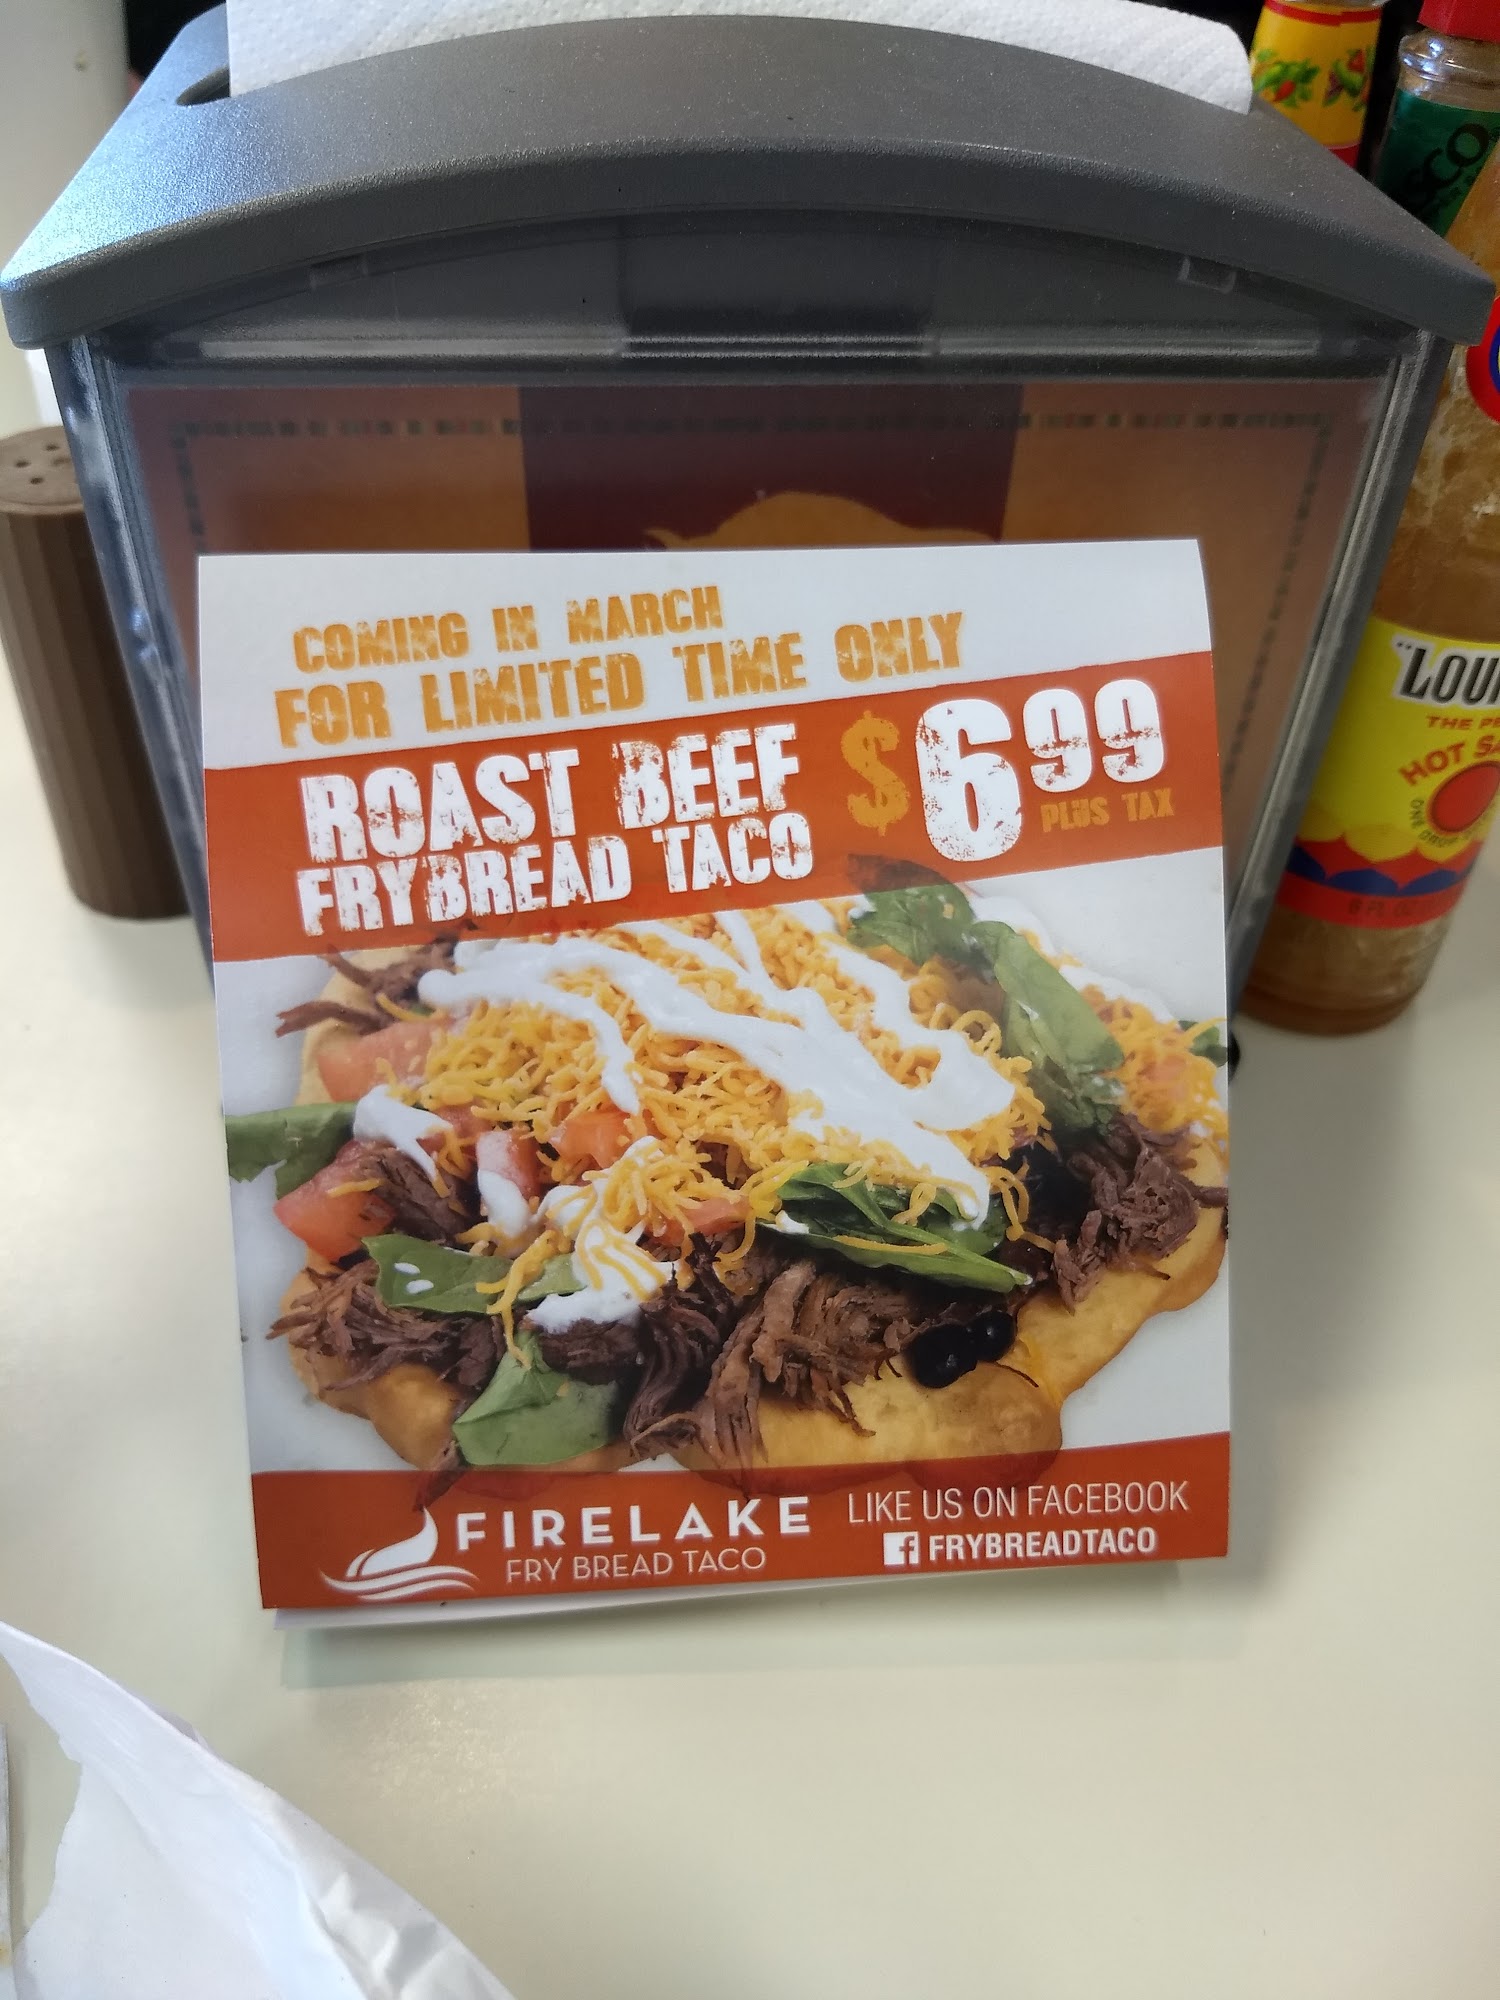 COMING IN MARCH
FOR LIMITED TIME ONLY
ROAST BEEF
FRYBREAD TACO
$6.99
PLUS TAX
FIRELAKE
FRY BREAD TACO
LIKE US ON FACEBOOK
FRYBREADTACO
HOT